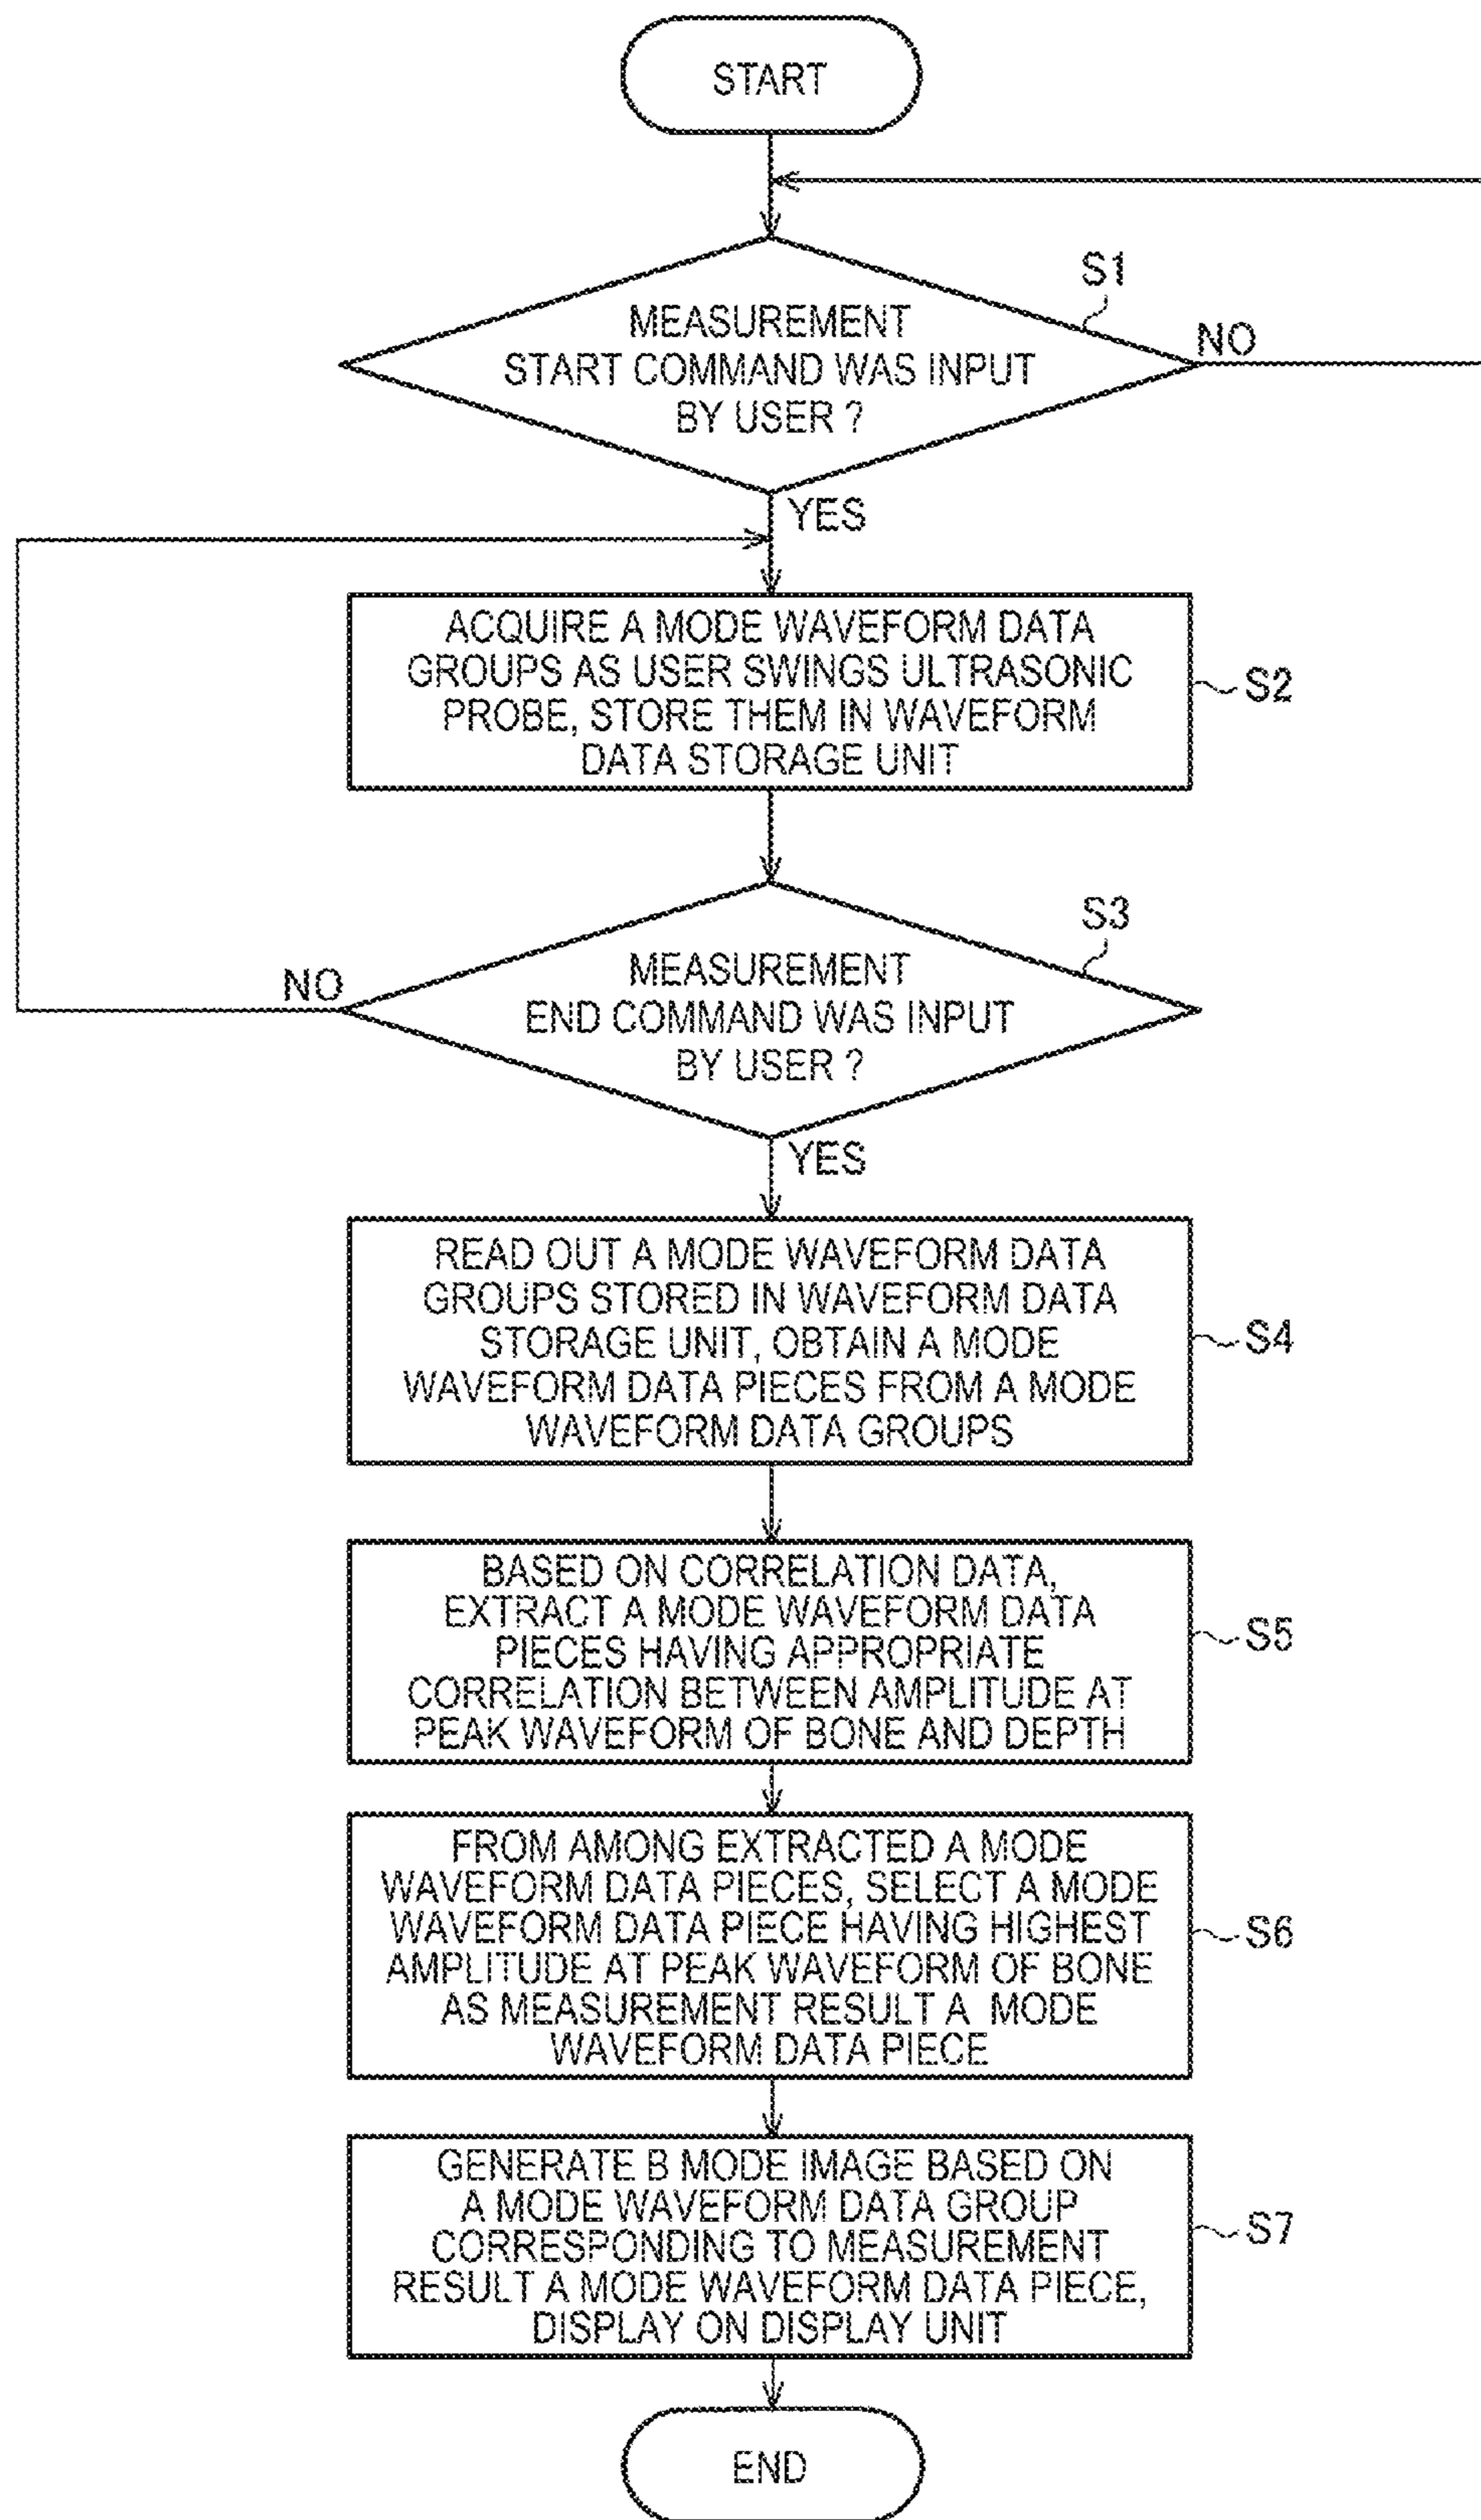 START
S1
MEASUREMENT
START COMMAND WAS INPUT
BY USER ?
NO
YES
ACQUIRE A MODE WAVEFORM DATA
GROUPS AS USER SWINGS ULTRASONIC
PROBE, STORE THEM IN WAVEFORM
DATA STORAGE UNIT
S2
S3
MEASUREMENT
END COMMAND WAS INPUT
BY USER ?
NO
YES
READ OUT A MODE WAVEFORM DATA
GROUPS STORED IN WAVEFORM DATA
STORAGE UNIT, OBTAIN A MODE
WAVEFORM DATA PIECES FROM A MODE
WAVEFORM DATA GROUPS
S4
BASED ON CORRELATION DATA,
EXTRACT A MODE WAVEFORM DATA
PIECES HAVING APPROPRIATE
CORRELATION BETWEEN AMPLITUDE AT
PEAK WAVEFORM OF BONE AND DEPTH
S5
FROM AMONG EXTRACTED A MODE
WAVEFORM DATA PIECES, SELECT A MODE
WAVEFORM DATA PIECE HAVING HIGHEST
AMPLITUDE AT PEAK WAVEFORM OF BONE
AS MEASUREMENT RESULT A MODE
WAVEFORM DATA PIECE
S6
GENERATE B MODE IMAGE BASED ON
A MODE WAVEFORM DATA GROUP
CORRESPONDING TO MEASUREMENT
RESULT A MODE WAVEFORM DATA PIECE,
DISPLAY ON DISPLAY UNIT
S7
END